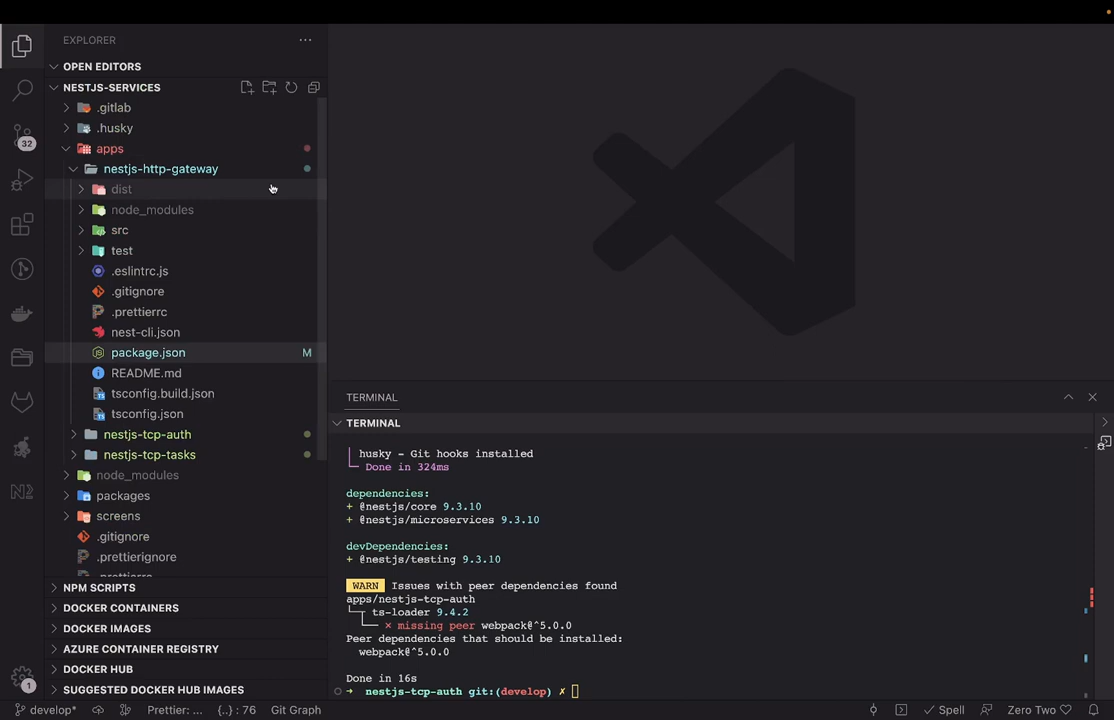 EXPLORER
OPEN EDITORS
NESTJS-SERVICES
.gitlab
.husky
32
apps
nestjs-http-gateway
dist
node_modules
src
test
.eslintrc.js
.gitignore
.prettierrc
nest-cli.json
package.json M
README.md
tsconfig.build.json
tsconfig.json
nestjs-tcp-auth
nestjs-tcp-tasks
node_modules
packages
screens
.gitignore
.prettierignore
.prettierrc
NPM SCRIPTS
DOCKER CONTAINERS
DOCKER IMAGES
AZURE CONTAINER REGISTRY
DOCKER HUB
SUGGESTED DOCKER HUB IMAGES
1
TERMINAL
TERMINAL
husky - Git hooks installed
Done in 324ms
dependencies:
+ @nestjs/core 9.3.10
+ @nestjs/microservices 9.3.10
devDependencies:
+ @nestjs/testing 9.3.10
WARN Issues with peer dependencies found
apps/nestjs-tcp-auth
└─┬ ts-loader 9.4.2
└── ✕ missing peer webpack@^5.0.0
Peer dependencies that should be installed:
webpack@^5.0.0
Done in 16s
➜ nestjs-tcp-auth git:(develop) ✗
develop* Prettier: ... {..} : 76 Git Graph Spell Zero Two